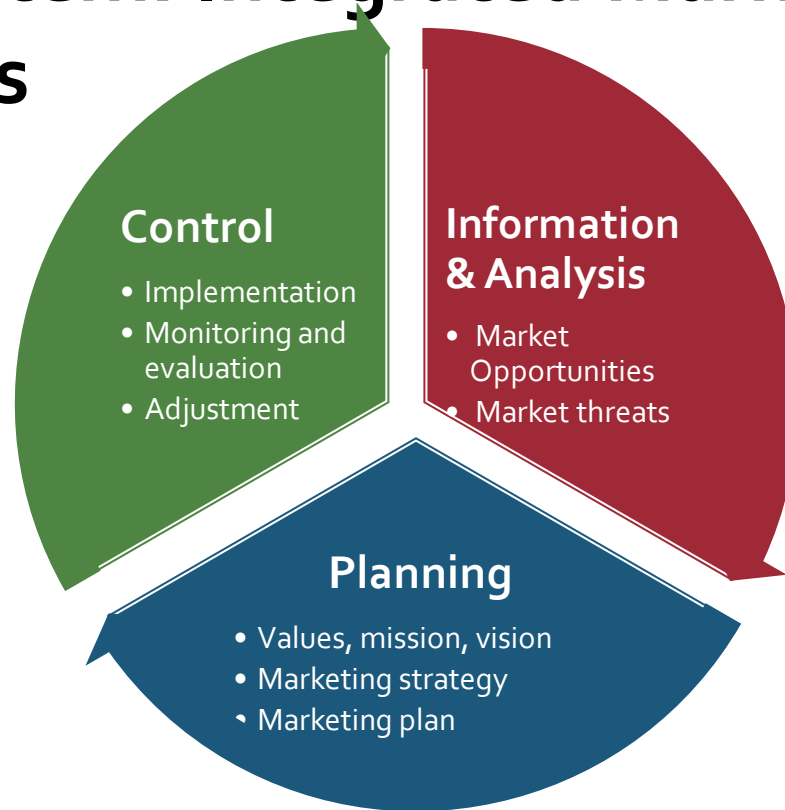 s
Control
• Implementation
• Monitoring and
evaluation
• Adjustment
Information
& Analysis
• Market
Opportunities
• Market threats
Planning
• Values, mission, vision
• Marketing strategy
• Marketing plan